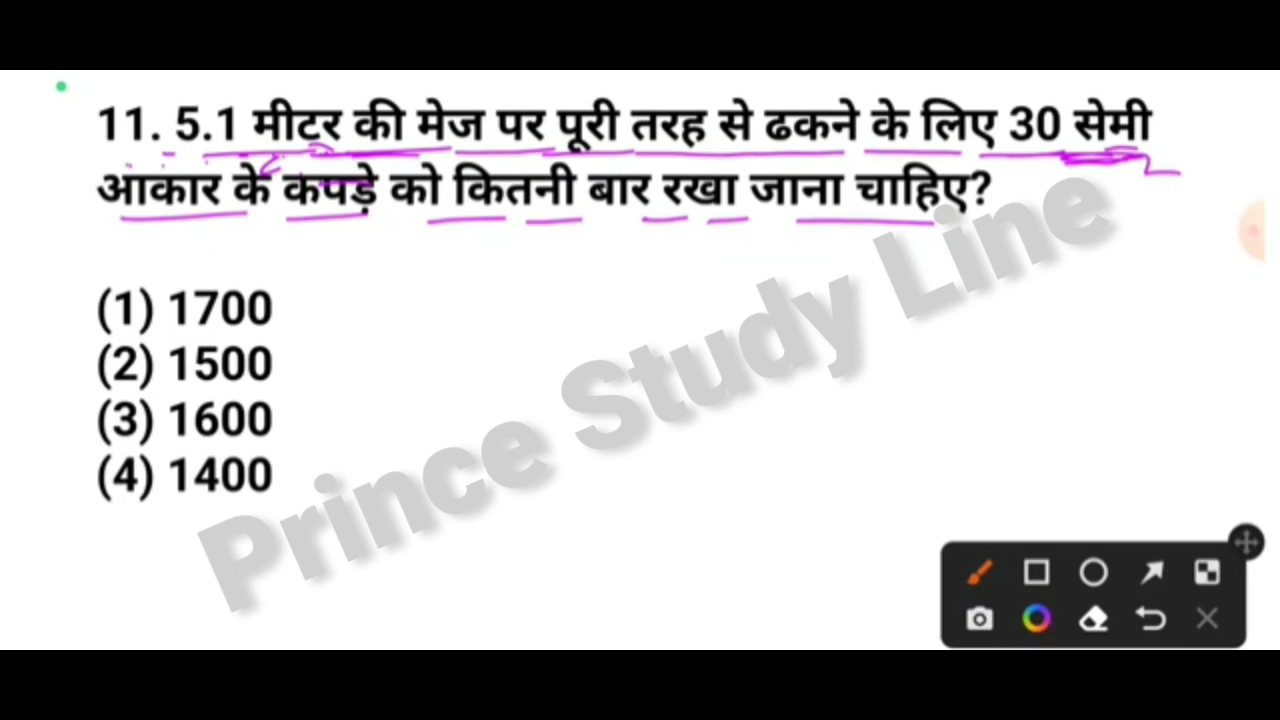 11. 5.1 मीटर की मेज पर पूरी तरह से ढकने के लिए 30 सेमी
आकार के कपड़े को कितनी बार रखा जाना चाहिए?
(1) 1700
(2) 1500
(3) 1600
(4) 1400
Prince Study Line